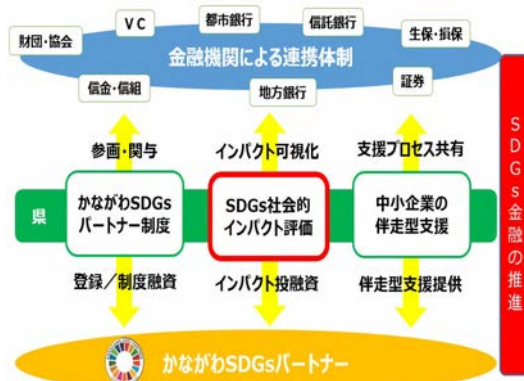 財団・協会
VC
都市銀行
信託銀行
生保・損保
金融機関による連携体制
信金・信組
地方銀行
証券
参画・関与
インパクト可視化
支援プロセス共有
県
かながわSDGs
パートナー制度
SDGs社会的
インパクト評価
中小企業の
伴走型支援
登録／制度融資
インパクト投融資
伴走型支援提供
かながわSDGsパートナー
SDGs金融の推進